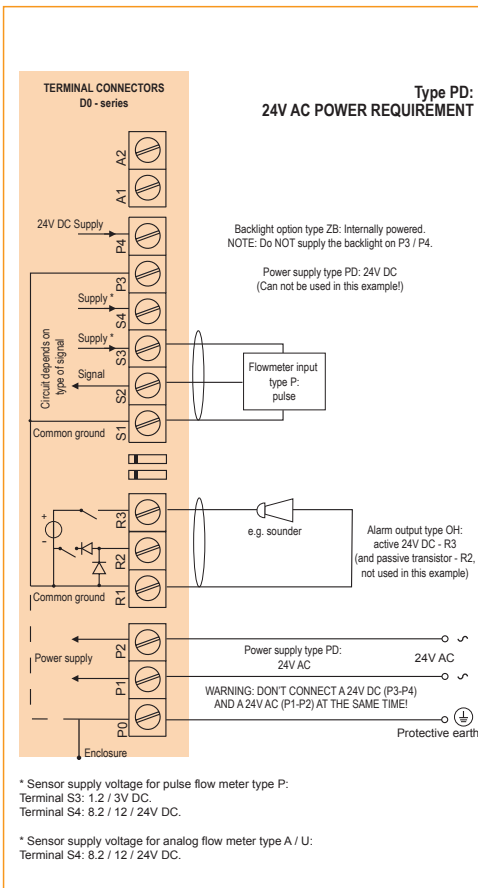 TERMINAL CONNECTORS
D0 - series
Type PD:
24V AC POWER REQUIREMENT
A2
A1
24V DC Supply
P4
Backlight option type ZB: Internally powered.
NOTE: Do NOT supply the backlight on P3 / P4.
P3
Power supply type PD: 24V DC
(Can not be used in this example!)
Supply *
S4
Supply *
S3
Circuit depends on
type of signal
Signal
S2
Flowmeter input
type P:
pulse
Common ground
S1
+
-
R3
e.g. sounder
Alarm output type OH:
active 24V DC - R3
(and passive transistor - R2,
not used in this example)
R2
Common ground
R1
P2
Power supply
Power supply type PD:
24V AC
24V AC
P1
WARNING: DON'T CONNECT A 24V DC (P3-P4)
AND A 24V AC (P1-P2) AT THE SAME TIME!
P0
Protective earth
Enclosure
* Sensor supply voltage for pulse flow meter type P:
Terminal S3: 1.2 / 3V DC.
Terminal S4: 8.2 / 12 / 24V DC.
* Sensor supply voltage for analog flow meter type A / U:
Terminal S4: 8.2 / 12 / 24V DC.